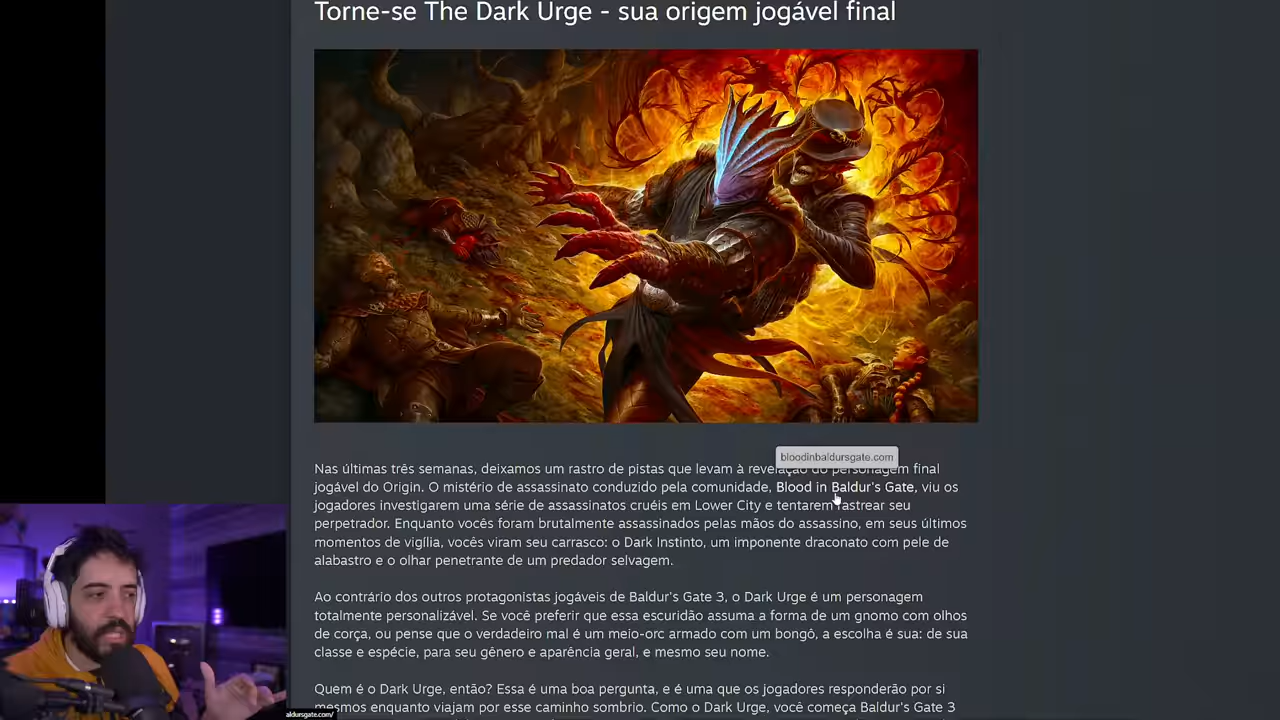 Torne-se The Dark Urge - sua origem jogável final
bloodinbaldursgate.com
Nas últimas três semanas, deixamos um rastro de pistas que levam à revelação do personagem final
jogável do Origin. O mistério de assassinato conduzido pela comunidade, Blood in Baldur's Gate, viu os
jogadores investigarem uma série de assassinatos cruéis em Lower City e tentarem rastrear seu
perpetrador. Enquanto vocês foram brutalmente assassinados pelas mãos do assassino, em seus últimos
momentos de vigília, vocês viram seu carrasco: o Dark Instinto, um imponente draconato com pele de
alabastro e o olhar penetrante de um predador selvagem.
Ao contrário dos outros protagonistas jogáveis de Baldur's Gate 3, o Dark Urge é um personagem
totalmente personalizável. Se você preferir que essa escuridão assuma a forma de um gnomo com olhos
de corça, ou pense que o verdadeiro mal é um meio-orc armado com um bongô, a escolha é sua: de sua
classe e espécie, para seu gênero e aparência geral, e mesmo seu nome.
Quem é o Dark Urge, então? Essa é uma boa pergunta, e é uma que os jogadores responderão por si
mesmos enquanto viajam por esse caminho sombrio. Como o Dark Urge, você começa Baldur's Gate 3
aldursgate.com/